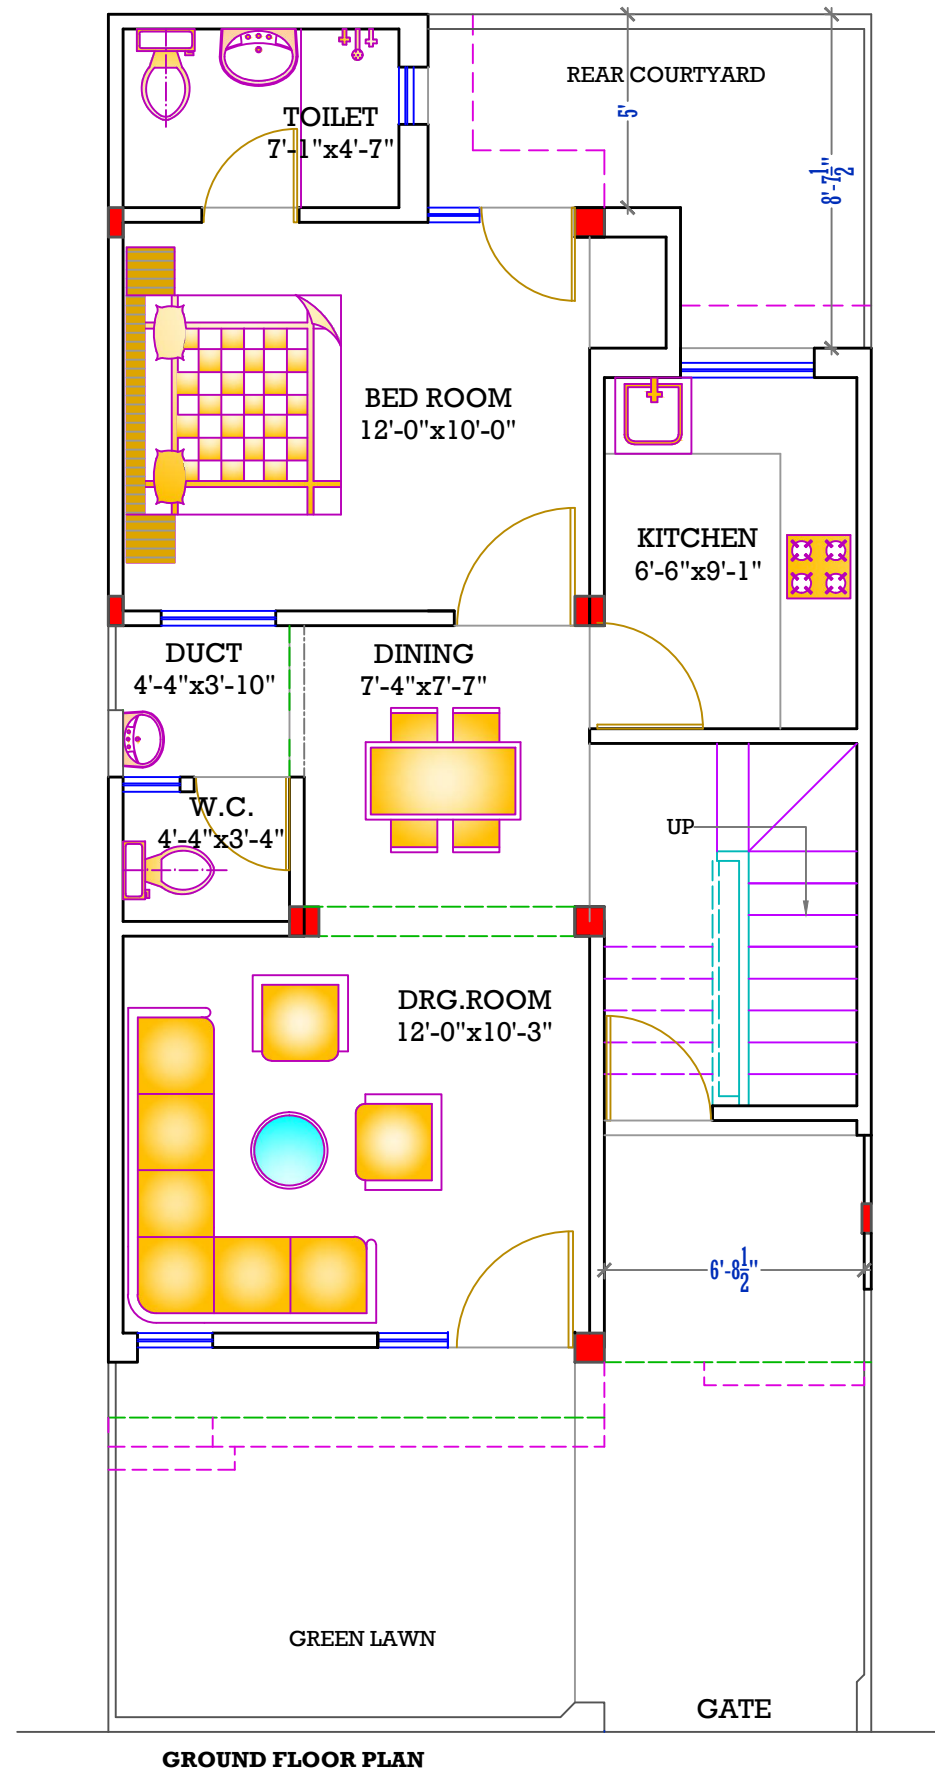 REAR COURTYARD
5'
8'-7½"
TOILET
7'-1"x4'-7"
BED ROOM
12'-0"x10'-0"
KITCHEN
6'-6"x9'-1"
DUCT
4'-4"x3'-10"
DINING
7'-4"x7'-7"
W.C.
4'-4"x3'-4"
UP
DRG.ROOM
12'-0"x10'-3"
6'-8½"
GREEN LAWN
GATE
GROUND FLOOR PLAN